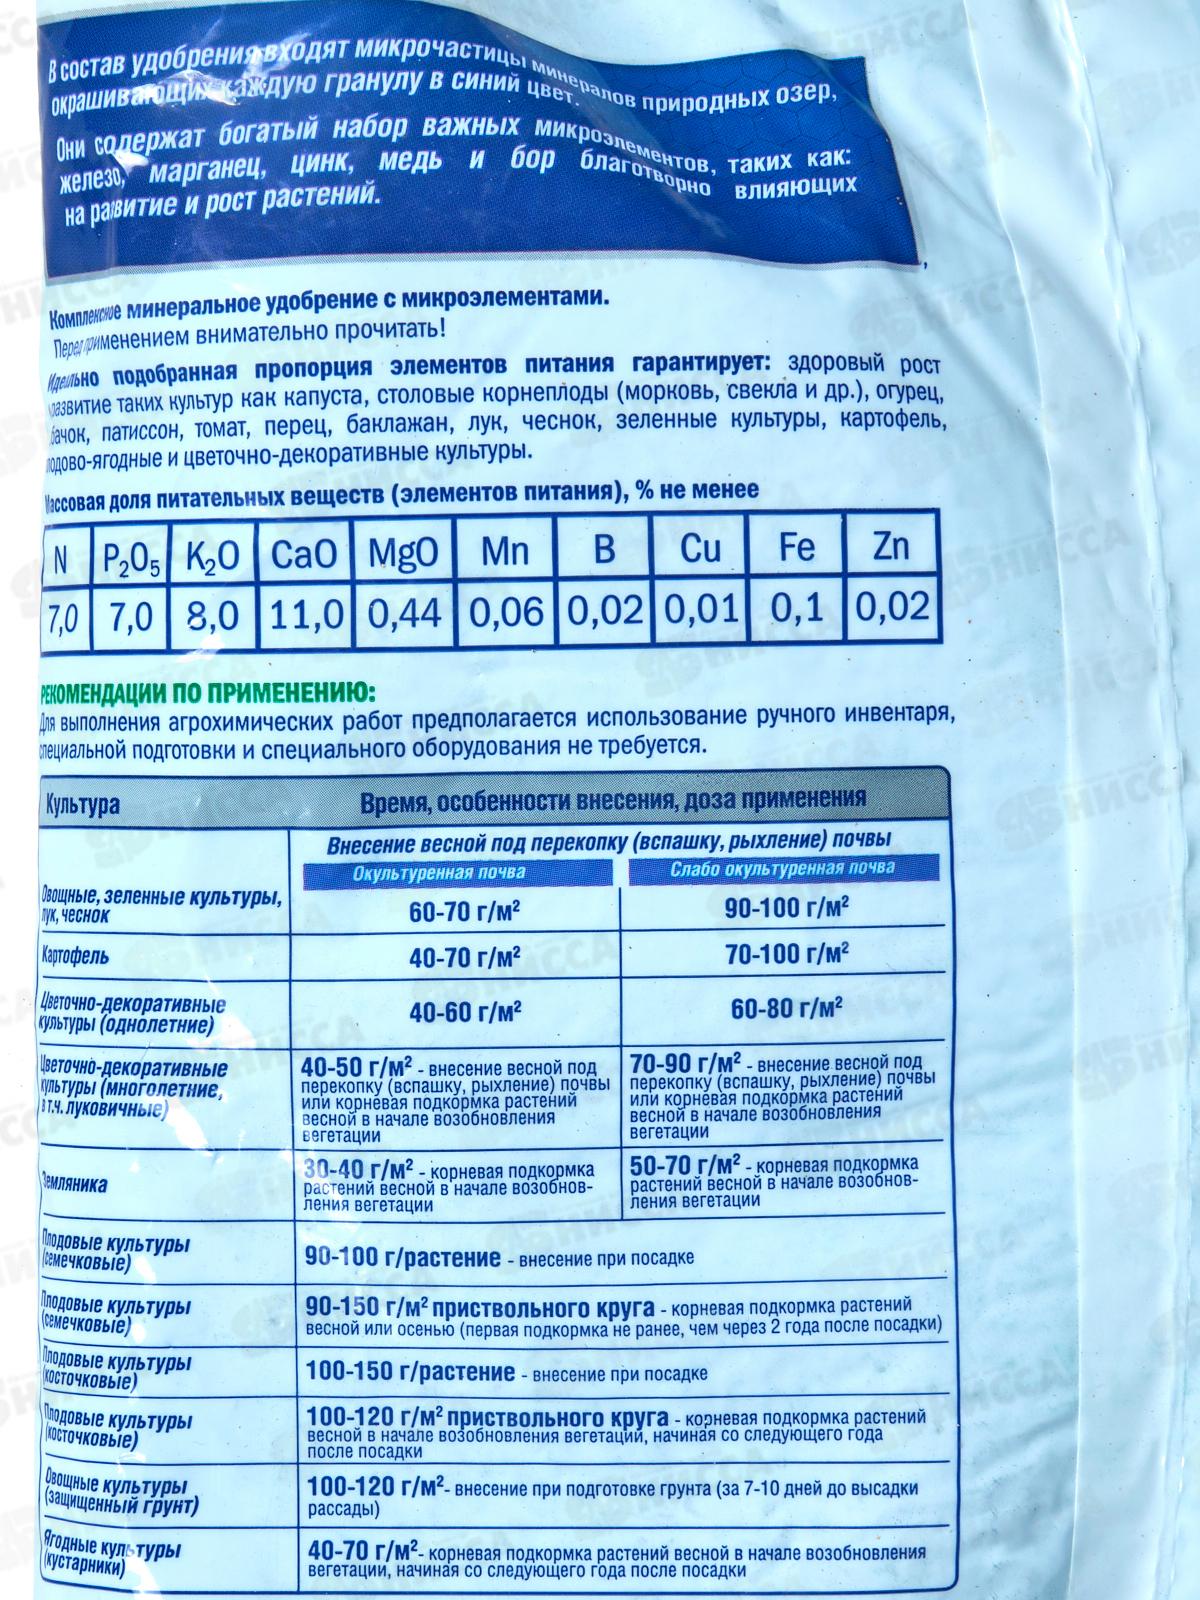 В состав удобрения входят микрочастицы минералов природных озер,
окрашивающих каждую гранулу в синий цвет.
Они содержат богатый набор важных микроэлементов, таких как:
железо, марганец, цинк, медь и бор благотворно влияющих
на развитие и рост растений.
Комплексное минеральное удобрение с микроэлементами.
Перед применением внимательно прочитать!
Идеально подобранная пропорция элементов питания гарантирует: здоровый рост
развитие таких культур как капуста, столовые корнеплоды (морковь, свекла и др.), огурец,
бачок, патиссон, томат, перец, баклажан, лук, чеснок, зеленные культуры, картофель,
лодово-ягодные и цветочно-декоративные культуры.
Массовая доля питательных веществ (элементов питания), % не менее
N P₂O₅ K₂O CaO MgO Mn B Cu Fe Zn
7,0 7,0 8,0 11,0 0,44 0,06 0,02 0,01 0,1 0,02
РЕКОМЕНДАЦИИ ПО ПРИМЕНЕНИЮ:
Для выполнения агрохимических работ предполагается использование ручного инвентаря,
специальной подготовки и специального оборудования не требуется.
Культура Время, особенности внесения, доза применения
Внесение весной под перекопку (вспашку, рыхление) почвы
Окультуренная почва Слабо окультуренная почва
Овощные, зеленные культуры,
лук, чеснок
60-70 г/м² 90-100 г/м²
Картофель 40-70 г/м² 70-100 г/м²
Цветочно-декоративные
культуры (однолетние)
40-60 г/м² 60-80 г/м²
Цветочно-декоративные
культуры (многолетние,
в т.ч. луковичные)
40-50 г/м² - внесение весной под
перекопку (вспашку, рыхление) почвы
или корневая подкормка растений
весной в начале возобновления
вегетации
70-90 г/м² - внесение весной под
перекопку (вспашку, рыхление) почвы
или корневая подкормка растений
весной в начале возобновления
вегетации
Земляника
30-40 г/м² - корневая подкормка
растений весной в начале возобнов-
ления вегетации
50-70 г/м² - корневая подкормка
растений весной в начале возобнов-
ления вегетации
Плодовые культуры
(семечковые)
90-100 г/растение - внесение при посадке
Плодовые культуры
(семечковые)
90-150 г/м² приствольного круга - корневая подкормка растений
весной или осенью (первая подкормка не ранее, чем через 2 года после посадки)
Плодовые культуры
(косточковые)
100-150 г/растение - внесение при посадке
Плодовые культуры
(косточковые)
100-120 г/м² приствольного круга - корневая подкормка растений
весной в начале возобновления вегетации, начиная со следующего года
после посадки
Овощные культуры
(защищенный грунт)
100-120 г/м²- внесение при подготовке грунта (за 7-10 дней до высадки
рассады)
Ягодные культуры
(кустарники)
40-70 г/м²- корневая подкормка растений весной в начале возобновления
вегетации, начиная со следующего года после посадки